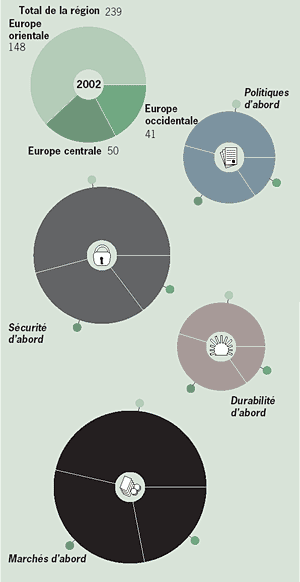 Total de la région 239
Europe
orientale
148
2002
Europe
occidentale
41
Europe centrale 50
Politiques
d'abord
Sécurité
d'abord
Durabilité
d'abord
Marchés d'abord